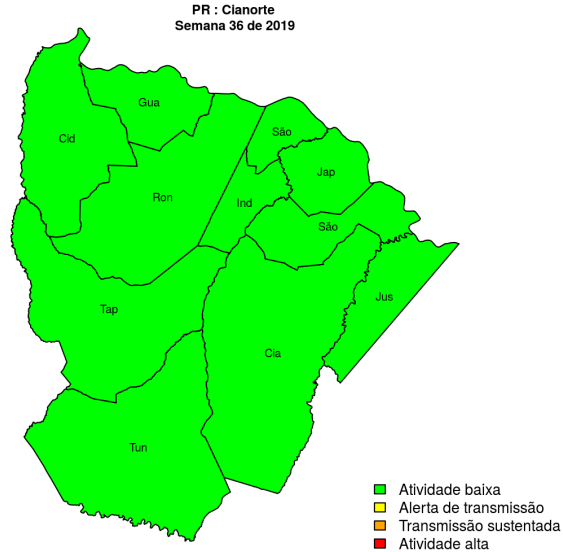 PR : Cianorte
Semana 36 de 2019
Gua
São
Cid
Jap
Ron
Ind
São
Jus
Tap
Cia
Tun
Atividade baixa
Alerta de transmissão
Transmissão sustentada
Atividade alta